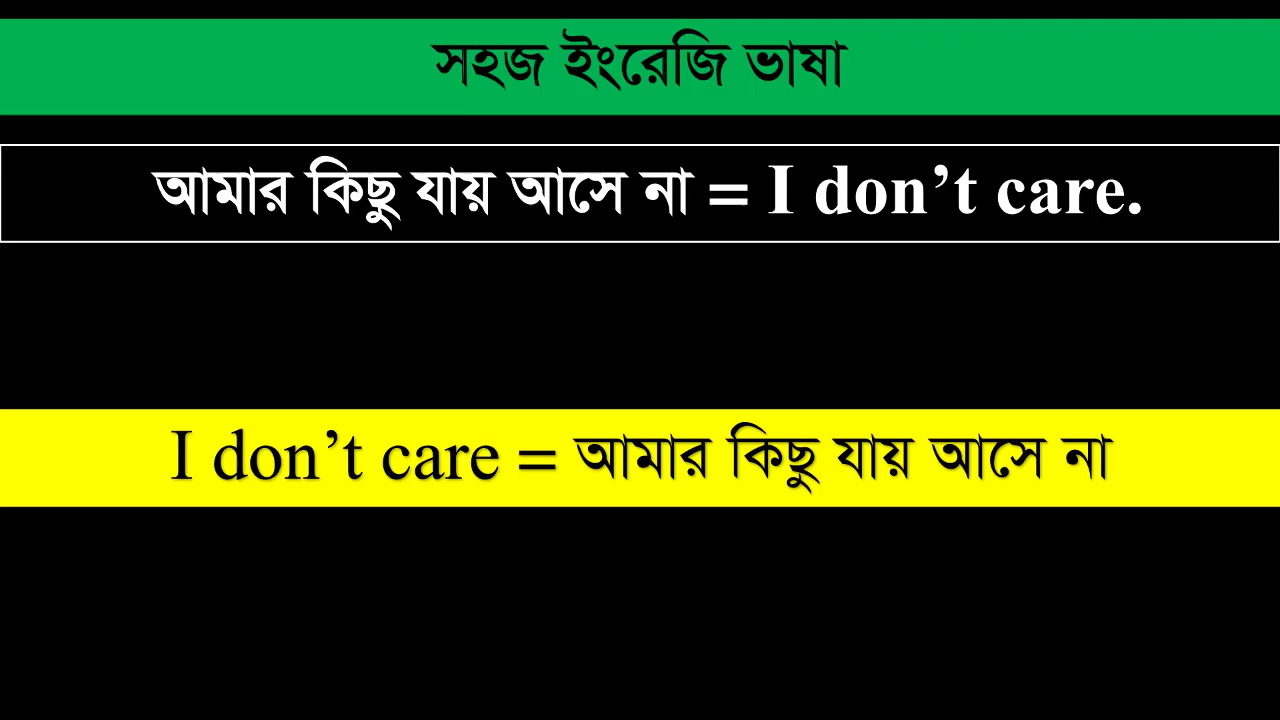 সহজ ইংরেজি ভাষা
আমার কিছু যায় আসে না = I don’t care.
I don’t care = আমার কিছু যায় আসে না